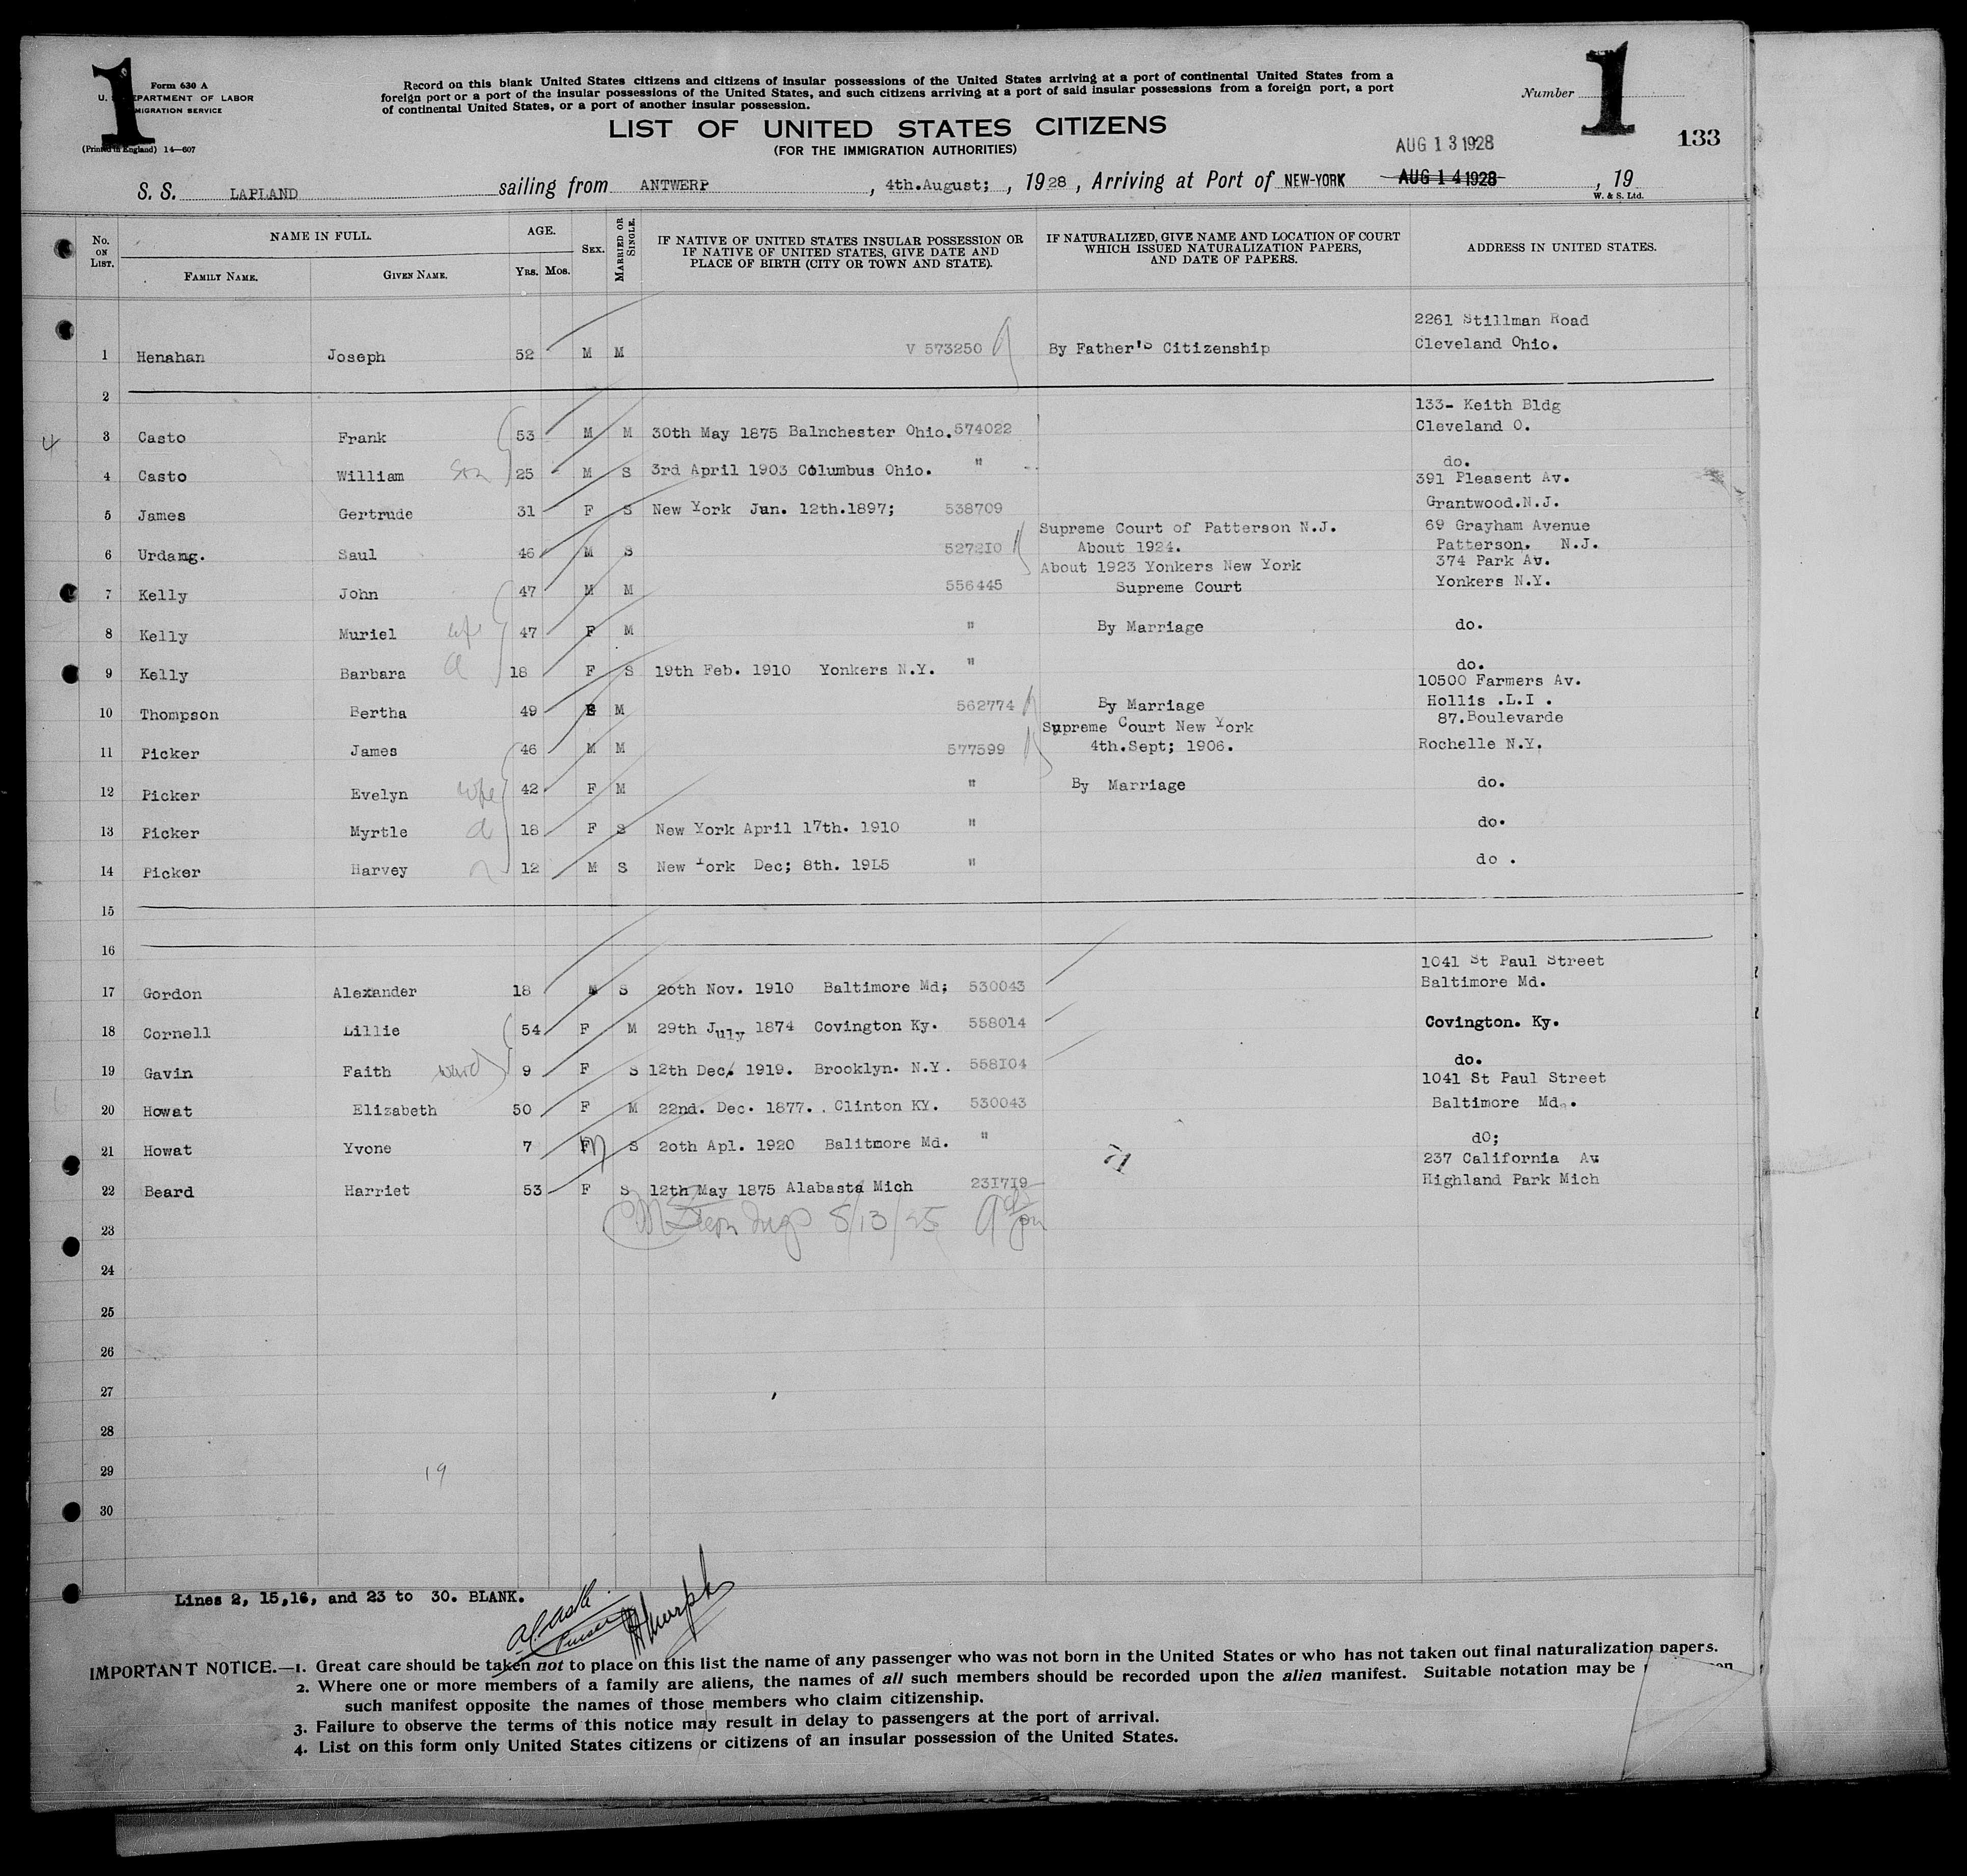 1
Form 630 A
U. DEPARTMENT OF LABOR
IMMIGRATION SERVICE
(Printed in England) 14—607
Record on this blank United States citizens and citizens of insular possessions of the United States arriving at a port of continental United States from a
foreign port or a port of the insular possessions of the United States, and such citizens arriving at a port of said insular possessions from a foreign port, a port
of continental United States, or a port of another insular possession.
Number
1
133
LIST OF UNITED STATES CITIZENS
(FOR THE IMMIGRATION AUTHORITIES)
AUG 13 1928
S. S. LAPLAND sailing from ANTWERP, 4th.August;, 1928, Arriving at Port of NEW-YORK AUG 14 1928, 19
W. & S. Ltd.
No. ON LIST. NAME IN FULL. AGE. SEX. MARRIED OR SINGLE. IF NATIVE OF UNITED STATES INSULAR POSSESSION OR IF NATIVE OF UNITED STATES, GIVE DATE AND PLACE OF BIRTH (CITY OR TOWN AND STATE). IF NATURALIZED, GIVE NAME AND LOCATION OF COURT WHICH ISSUED NATURALIZATION PAPERS, AND DATE OF PAPERS. ADDRESS IN UNITED STATES.
FAMILY NAME. GIVEN NAME. YRS. MOS.
2261 Stillman Road
1 Henahan Joseph 52 M M V 573250 By Father's Citizenship Cleveland Ohio.
2
133- Keith Bldg
4 3 Casto Frank 53 M M 30th May 1875 Balnchester Ohio. 574022 Cleveland O.
4 Casto William son 25 M S 3rd April 1903 Columbus Ohio. " do.
391 Pleasent Av.
5 James Gertrude 31 F S New York Jun. 12th.1897; 538709 Grantwood.N.J.
Supreme Court of Patterson N.J. 69 Grayham Avenue
6 Urdang. Saul 46 M S 527210 About 1924. Patterson. N.J.
About 1923 Yonkers New York 374 Park Av.
7 Kelly John 47 M M 556445 Supreme Court Yonkers N.Y.
8 Kelly Muriel wife 47 F M " By Marriage do.
9 Kelly Barbara d 18 F S 19th Feb. 1910 Yonkers N.Y. " do.
10500 Farmers Av.
10 Thompson Bertha 49 M 562774 By Marriage Hollis .L.I .
Supreme Court New York 87.Boulevarde
11 Picker James 46 M M 577599 4th.Sept; 1906. Rochelle N.Y.
12 Picker Evelyn wife 42 F M " By Marriage do.
13 Picker Myrtle d 18 F S New York April 17th. 1910 " do.
14 Picker Harvey 12 M S New York Dec; 8th. 19L5 " do .
15
16
1041 St Paul Street
17 Gordon Alexander 18 M S 20th Nov. 1910 Baltimore Md; 530043 Baltimore Md.
18 Cornell Lillie 54 F M 29th July 1874 Covington Ky. 558014 Covington. Ky.
19 Gavin Faith ward 9 F S 12th Dec. 1919. Brooklyn. N.Y. 558104 do.
1041 St Paul Street
20 Howat Elizabeth 50 F M 22nd. Dec. 1877. . Clinton KY. 530043 Baltimore Md.
21 Howat Yvone 7 F M S 20th Apl. 1920 Balitmore Md. " dO;
237 California Av
22 Beard Harriet 53 F S 12th May 1875 Alabasta Mich 231719 Highland Park Mich
23
24
25
26
27
28
29 19
30
Lines 2, 15,16, and 23 to 30. BLANK.
Purser
IMPORTANT NOTICE.—1. Great care should be taken not to place on this list the name of any passenger who was not born in the United States or who has not taken out final naturalization papers.
2. Where one or more members of a family are aliens, the names of all such members should be recorded upon the alien manifest. Suitable notation may be
such manifest opposite the names of those members who claim citizenship.
3. Failure to observe the terms of this notice may result in delay to passengers at the port of arrival.
4. List on this form only United States citizens or citizens of an insular possession of the United States.